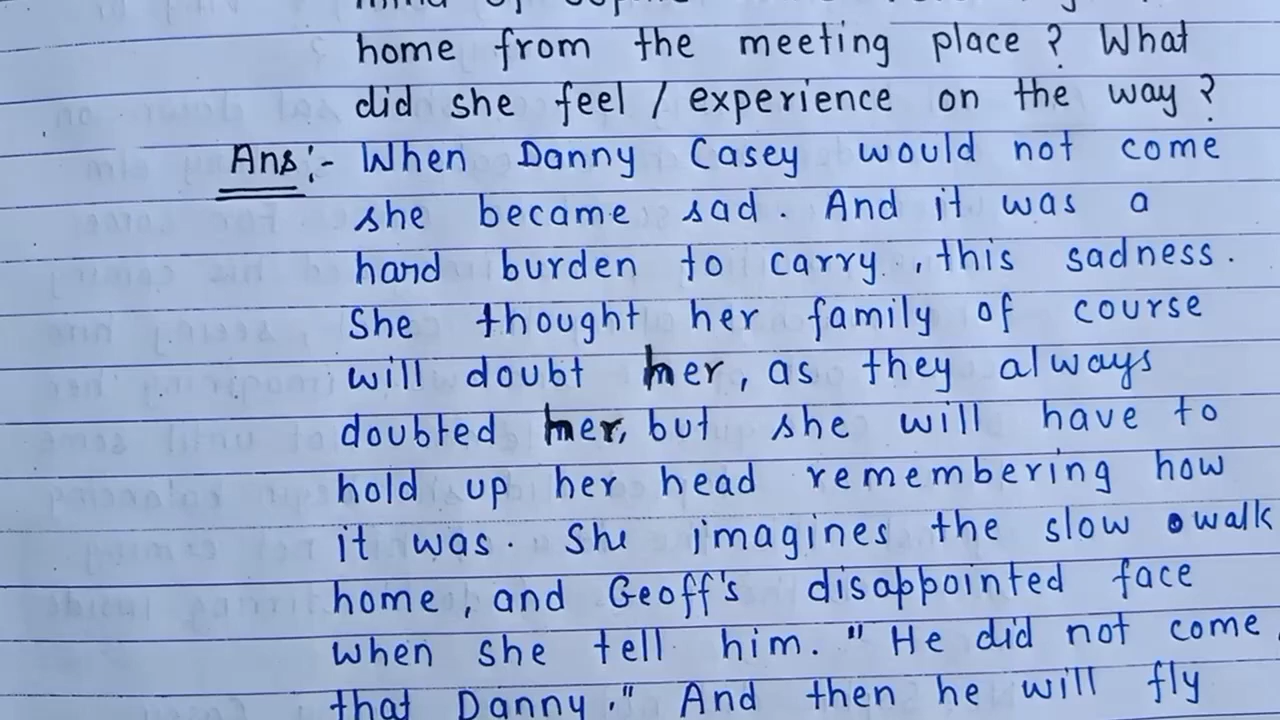 home from the meeting place ? What
did she feel / experience on the way ?
Ans:- When Danny Casey would not come
she became sad. And it was a
hard burden to carry, this sadness.
She thought her family of course
will doubt her, as they always
doubted her, but she will have to
hold up her head remembering how
it was. She imagines the slow walk
home, and Geoff's disappointed face
when she tell him. "He did not come,
that Danny." And then he will fly